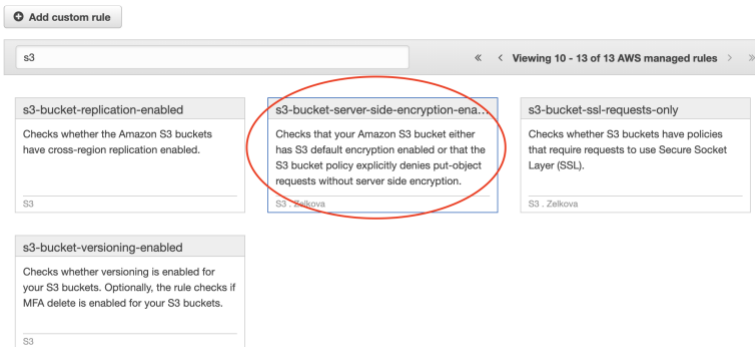 Add custom rule
s3
« < Viewing 10 - 13 of 13 AWS managed rules > »
s3-bucket-replication-enabled
Checks whether the Amazon S3 buckets
have cross-region replication enabled.
S3
s3-bucket-server-side-encryption-ena...
Checks that your Amazon S3 bucket either
has S3 default encryption enabled or that the
S3 bucket policy explicitly denies put-object
requests without server side encryption.
S3 . Zelkova
s3-bucket-ssl-requests-only
Checks whether S3 buckets have policies
that require requests to use Secure Socket
Layer (SSL).
S3 . Zelkova
s3-bucket-versioning-enabled
Checks whether versioning is enabled for
your S3 buckets. Optionally, the rule checks if
MFA delete is enabled for your S3 buckets.
S3